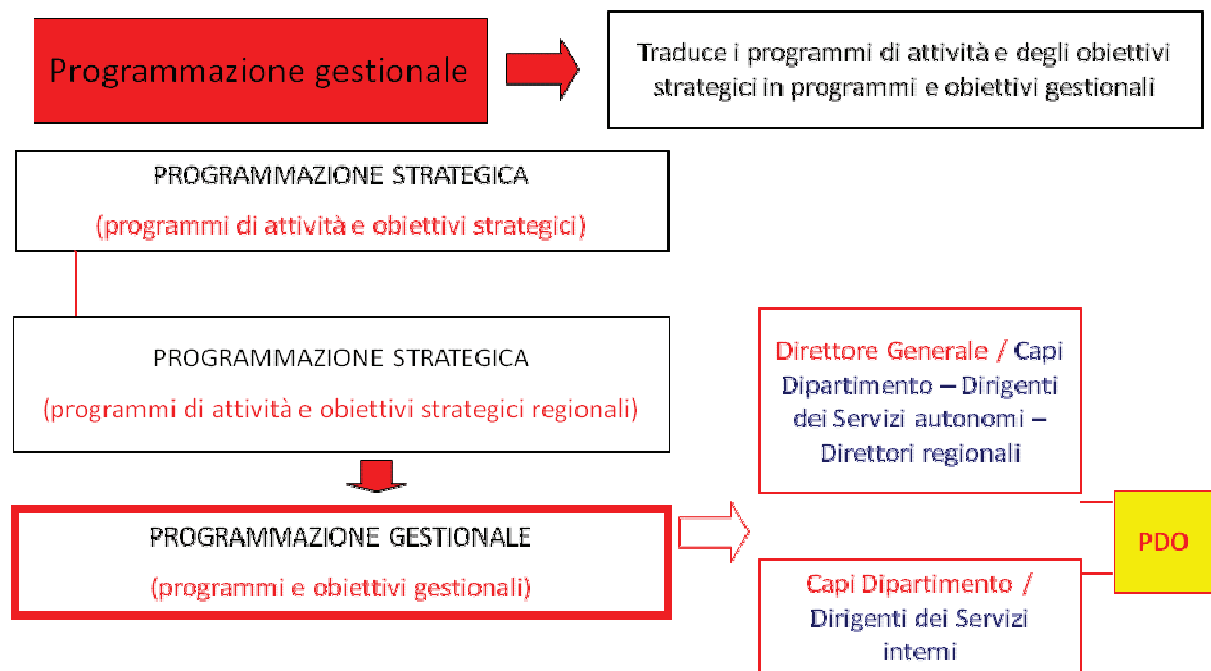 Programmazione gestionale
Traduce i programmi di attività e degli obiettivi
strategici in programmi e obiettivi gestionali
PROGRAMMAZIONE STRATEGICA
(programmi di attività e obiettivi strategici)
PROGRAMMAZIONE STRATEGICA
(programmi di attività e obiettivi strategici regionali)
Direttore Generale / Capi
Dipartimento – Dirigenti
dei Servizi autonomi –
Direttori regionali
PROGRAMMAZIONE GESTIONALE
(programmi e obiettivi gestionali)
PDO
Capi Dipartimento /
Dirigenti dei Servizi
interni